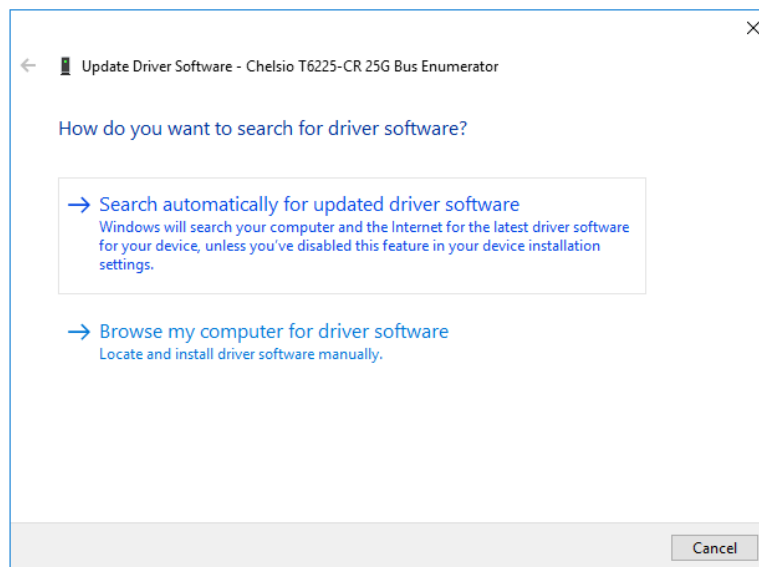 Update Driver Software - Chelsio T6225-CR 25G Bus Enumerator
How do you want to search for driver software?
Search automatically for updated driver software
Windows will search your computer and the Internet for the latest driver software
for your device, unless you've disabled this feature in your device installation
settings.
Browse my computer for driver software
Locate and install driver software manually.
Cancel